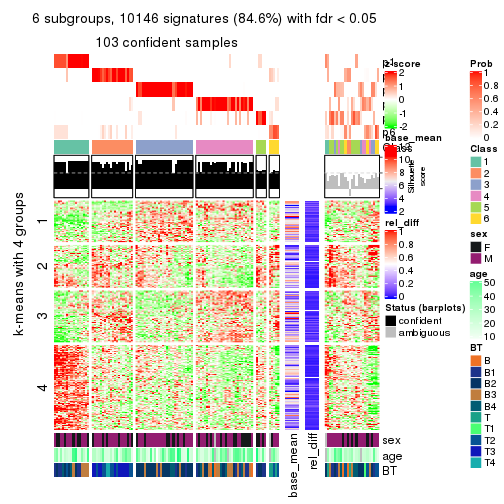 6 subgroups, 10146 signatures (84.6%) with fdr < 0.05
103 confident samples
k-means with 4 groups
1
2
3
4
z-score
2
1
0
-1
-2
base_mean
10
8
6
4
2
Silhouette
score
rel_diff
1
0.8
0.6
0.4
0.2
0
Status (barplots)
confident
ambiguous
sex
age
BT
base_mean
rel_diff
Prob
1
0.8
0.6
0.4
0.2
0
Class
1
2
3
4
5
6
sex
F
M
age
50
40
30
20
10
BT
B
B1
B2
B3
B4
T
T1
T2
T3
T4